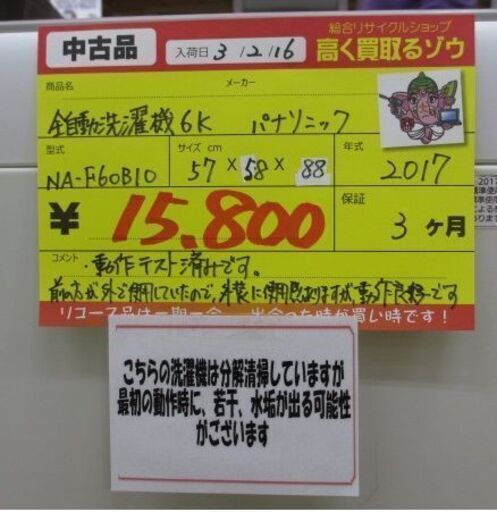 中古品
入荷日 3/2/16
総合リサイクルショップ
高く買取るゾウ
商品名
メーカー
全自動洗濯機6K パナソニック
型式
サイズ cm
年式
NA-F60B10
57×58×88
2017
¥15,800
保証
3ヶ月
コメント
・動作テスト済みです。
前の方が外で使用していたので、外装に使用感ありますが、動作良好です
リユース品は一期一会 出会った時が買い時です!
こちらの洗濯機は分解清掃していますが
最初の動作時に、若干、水垢が出る可能性
がございます
2017